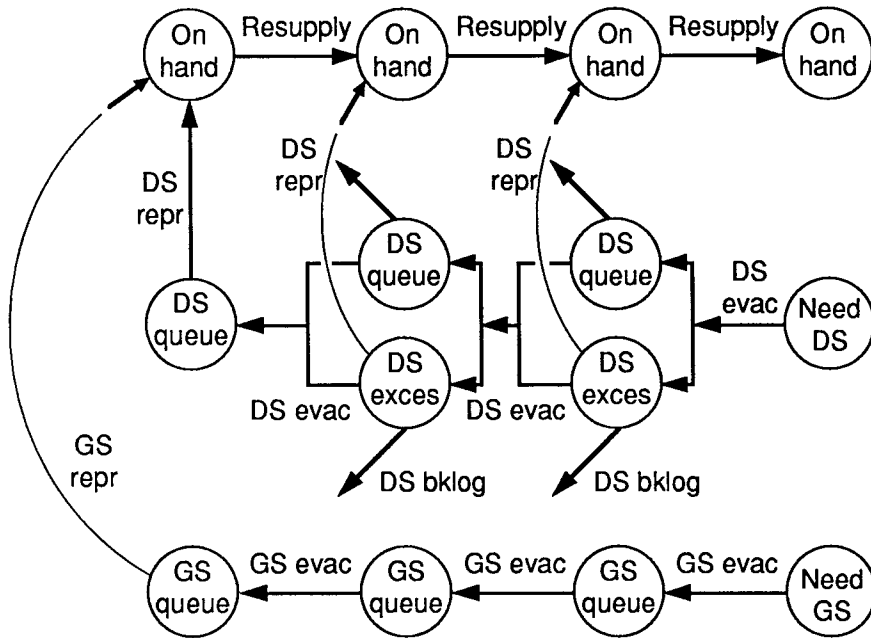 On
hand
Resupply
On
hand
Resupply
On
hand
Resupply
On
hand
DS
repr
DS
repr
DS
repr
DS
queue
DS
queue
DS
queue
DS
evac
Need
DS
DS
exces
DS
exces
DS evac
DS evac
DS bklog
DS bklog
GS
repr
GS
queue
GS evac
GS
queue
GS evac
GS
queue
GS evac
Need
GS